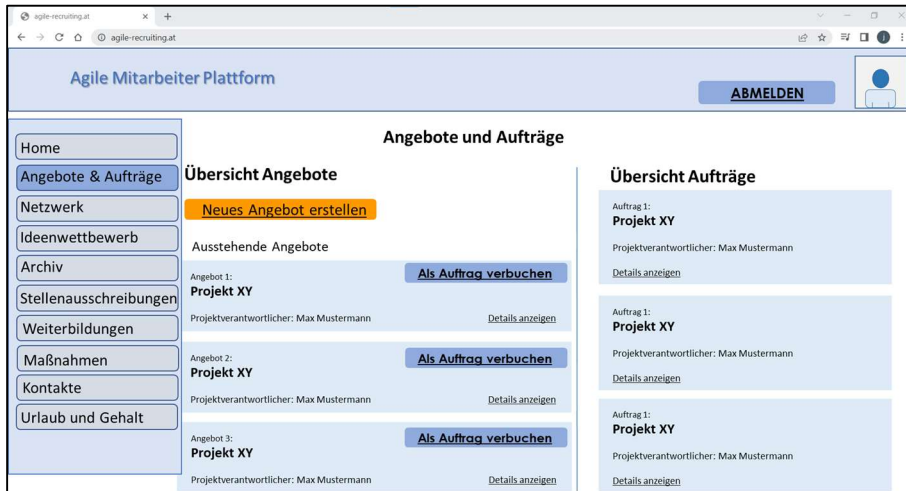 agile-recruiting.at
agile-recruiting.at
Agile Mitarbeiter Plattform
ABMELDEN
Home
Angebote & Aufträge
Netzwerk
Ideenwettbewerb
Archiv
Stellenausschreibungen
Weiterbildungen
Maßnahmen
Kontakte
Urlaub und Gehalt
Angebote und Aufträge
Übersicht Angebote
Neues Angebot erstellen
Ausstehende Angebote
Angebot 1:
Als Auftrag verbuchen
Projekt XY
Projektverantwortlicher: Max Mustermann
Details anzeigen
Angebot 2:
Als Auftrag verbuchen
Projekt XY
Projektverantwortlicher: Max Mustermann
Details anzeigen
Angebot 3:
Als Auftrag verbuchen
Projekt XY
Projektverantwortlicher: Max Mustermann
Details anzeigen
Übersicht Aufträge
Auftrag 1:
Projekt XY
Projektverantwortlicher: Max Mustermann
Details anzeigen
Auftrag 1:
Projekt XY
Projektverantwortlicher: Max Mustermann
Details anzeigen
Auftrag 1:
Projekt XY
Projektverantwortlicher: Max Mustermann
Details anzeigen